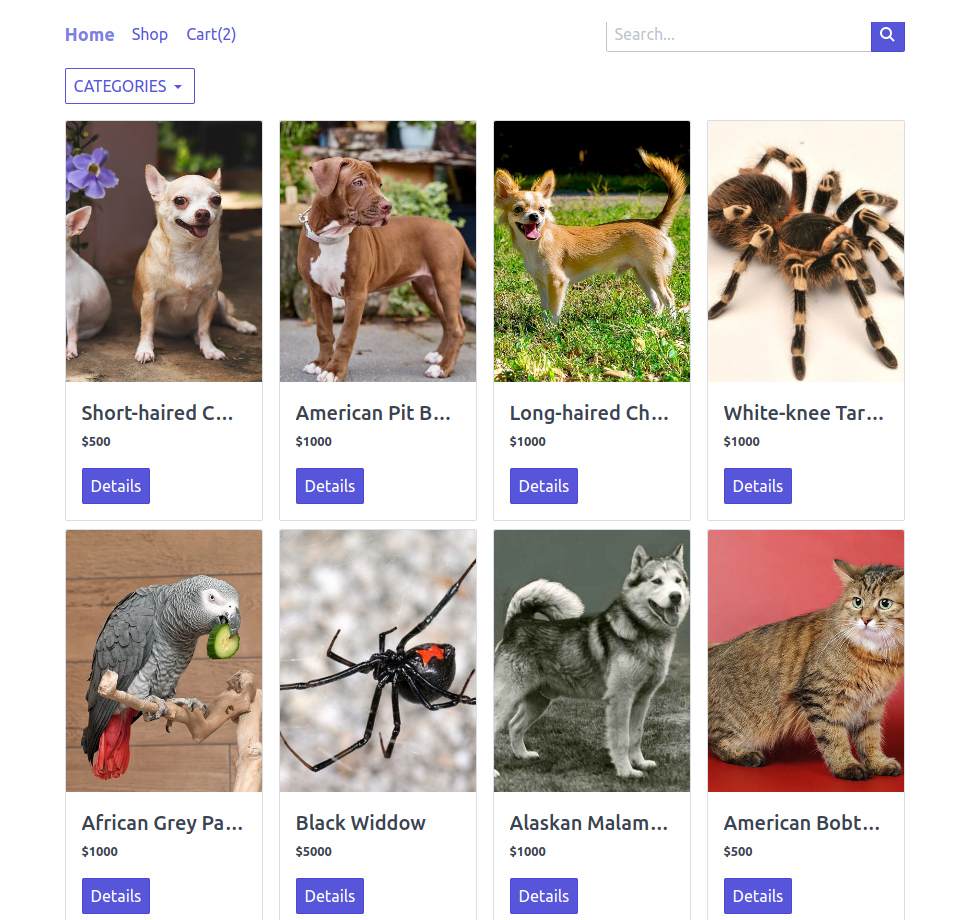 Home Shop Cart(2) Search...
CATEGORIES
Short-haired C... American Pit B... Long-haired Ch... White-knee Tar...
$500 $1000 $1000 $1000
Details Details Details Details
African Grey Pa... Black Widdow Alaskan Malam... American Bobt...
$1000 $5000 $1000 $500
Details Details Details Details